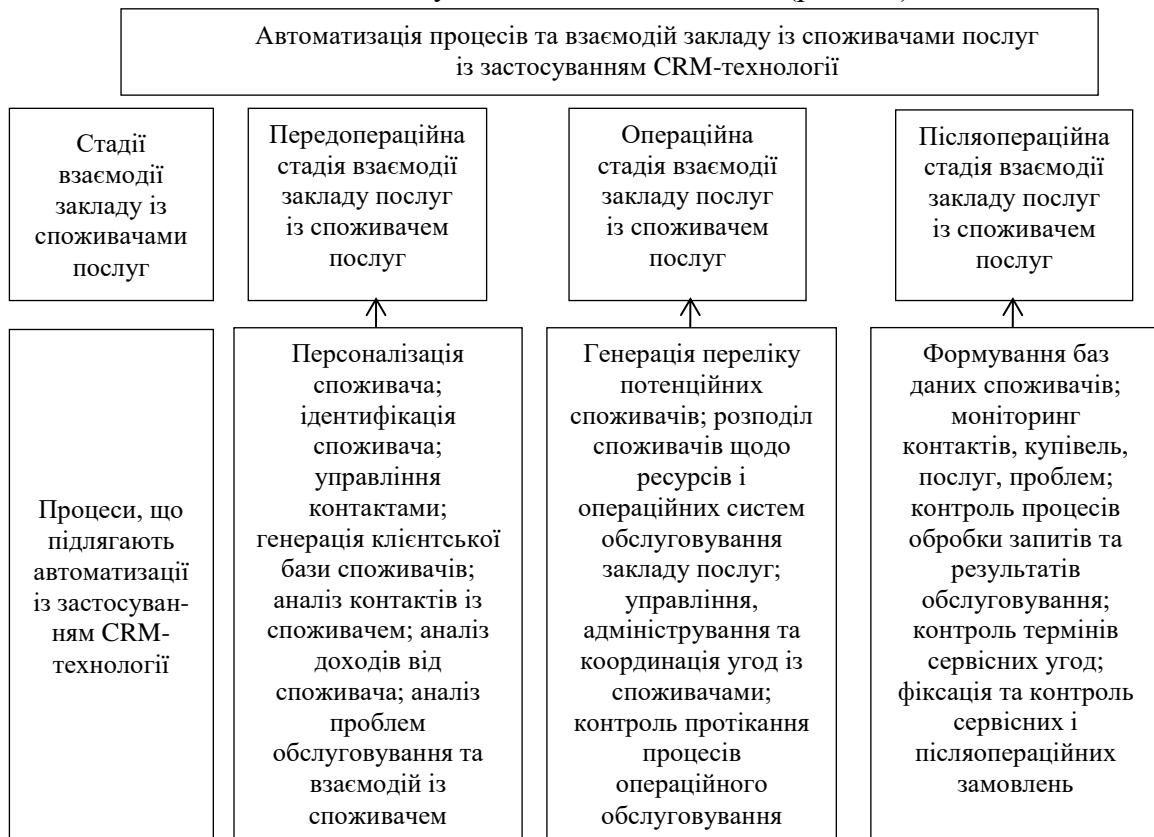 Автоматизація процесів та взаємодій закладу із споживачами послуг
із застосуванням CRM-технології
Стадії
взаємодії
закладу із
споживачами
послуг
Передопераційна
стадія взаємодії
закладу послуг
із споживачем
послуг
Операційна
стадія взаємодії
закладу послуг
із споживачем
послуг
Післяопераційна
стадія взаємодії
закладу послуг
із споживачем
послуг
Процеси, що
підлягають
автоматизації
із застосуван-
ням CRM-
технології
Персоналізація
споживача;
ідентифікація
споживача;
управління
контактами;
генерація клієнтської
бази споживачів;
аналіз контактів із
споживачем; аналіз
доходів від
споживача; аналіз
проблем
обслуговування та
взаємодій із
споживачем
Генерація переліку
потенційних
споживачів; розподіл
споживачів щодо
ресурсів і
операційних систем
обслуговування
закладу послуг;
управління,
адміністрування та
координація угод із
споживачами;
контроль протікання
процесів
операційного
обслуговування
Формування баз
даних споживачів;
моніторинг
контактів, купівель,
послуг, проблем;
контроль процесів
обробки запитів та
результатів
обслуговування;
контроль термінів
сервісних угод;
фіксація та контроль
сервісних і
післяопераційних
замовлень